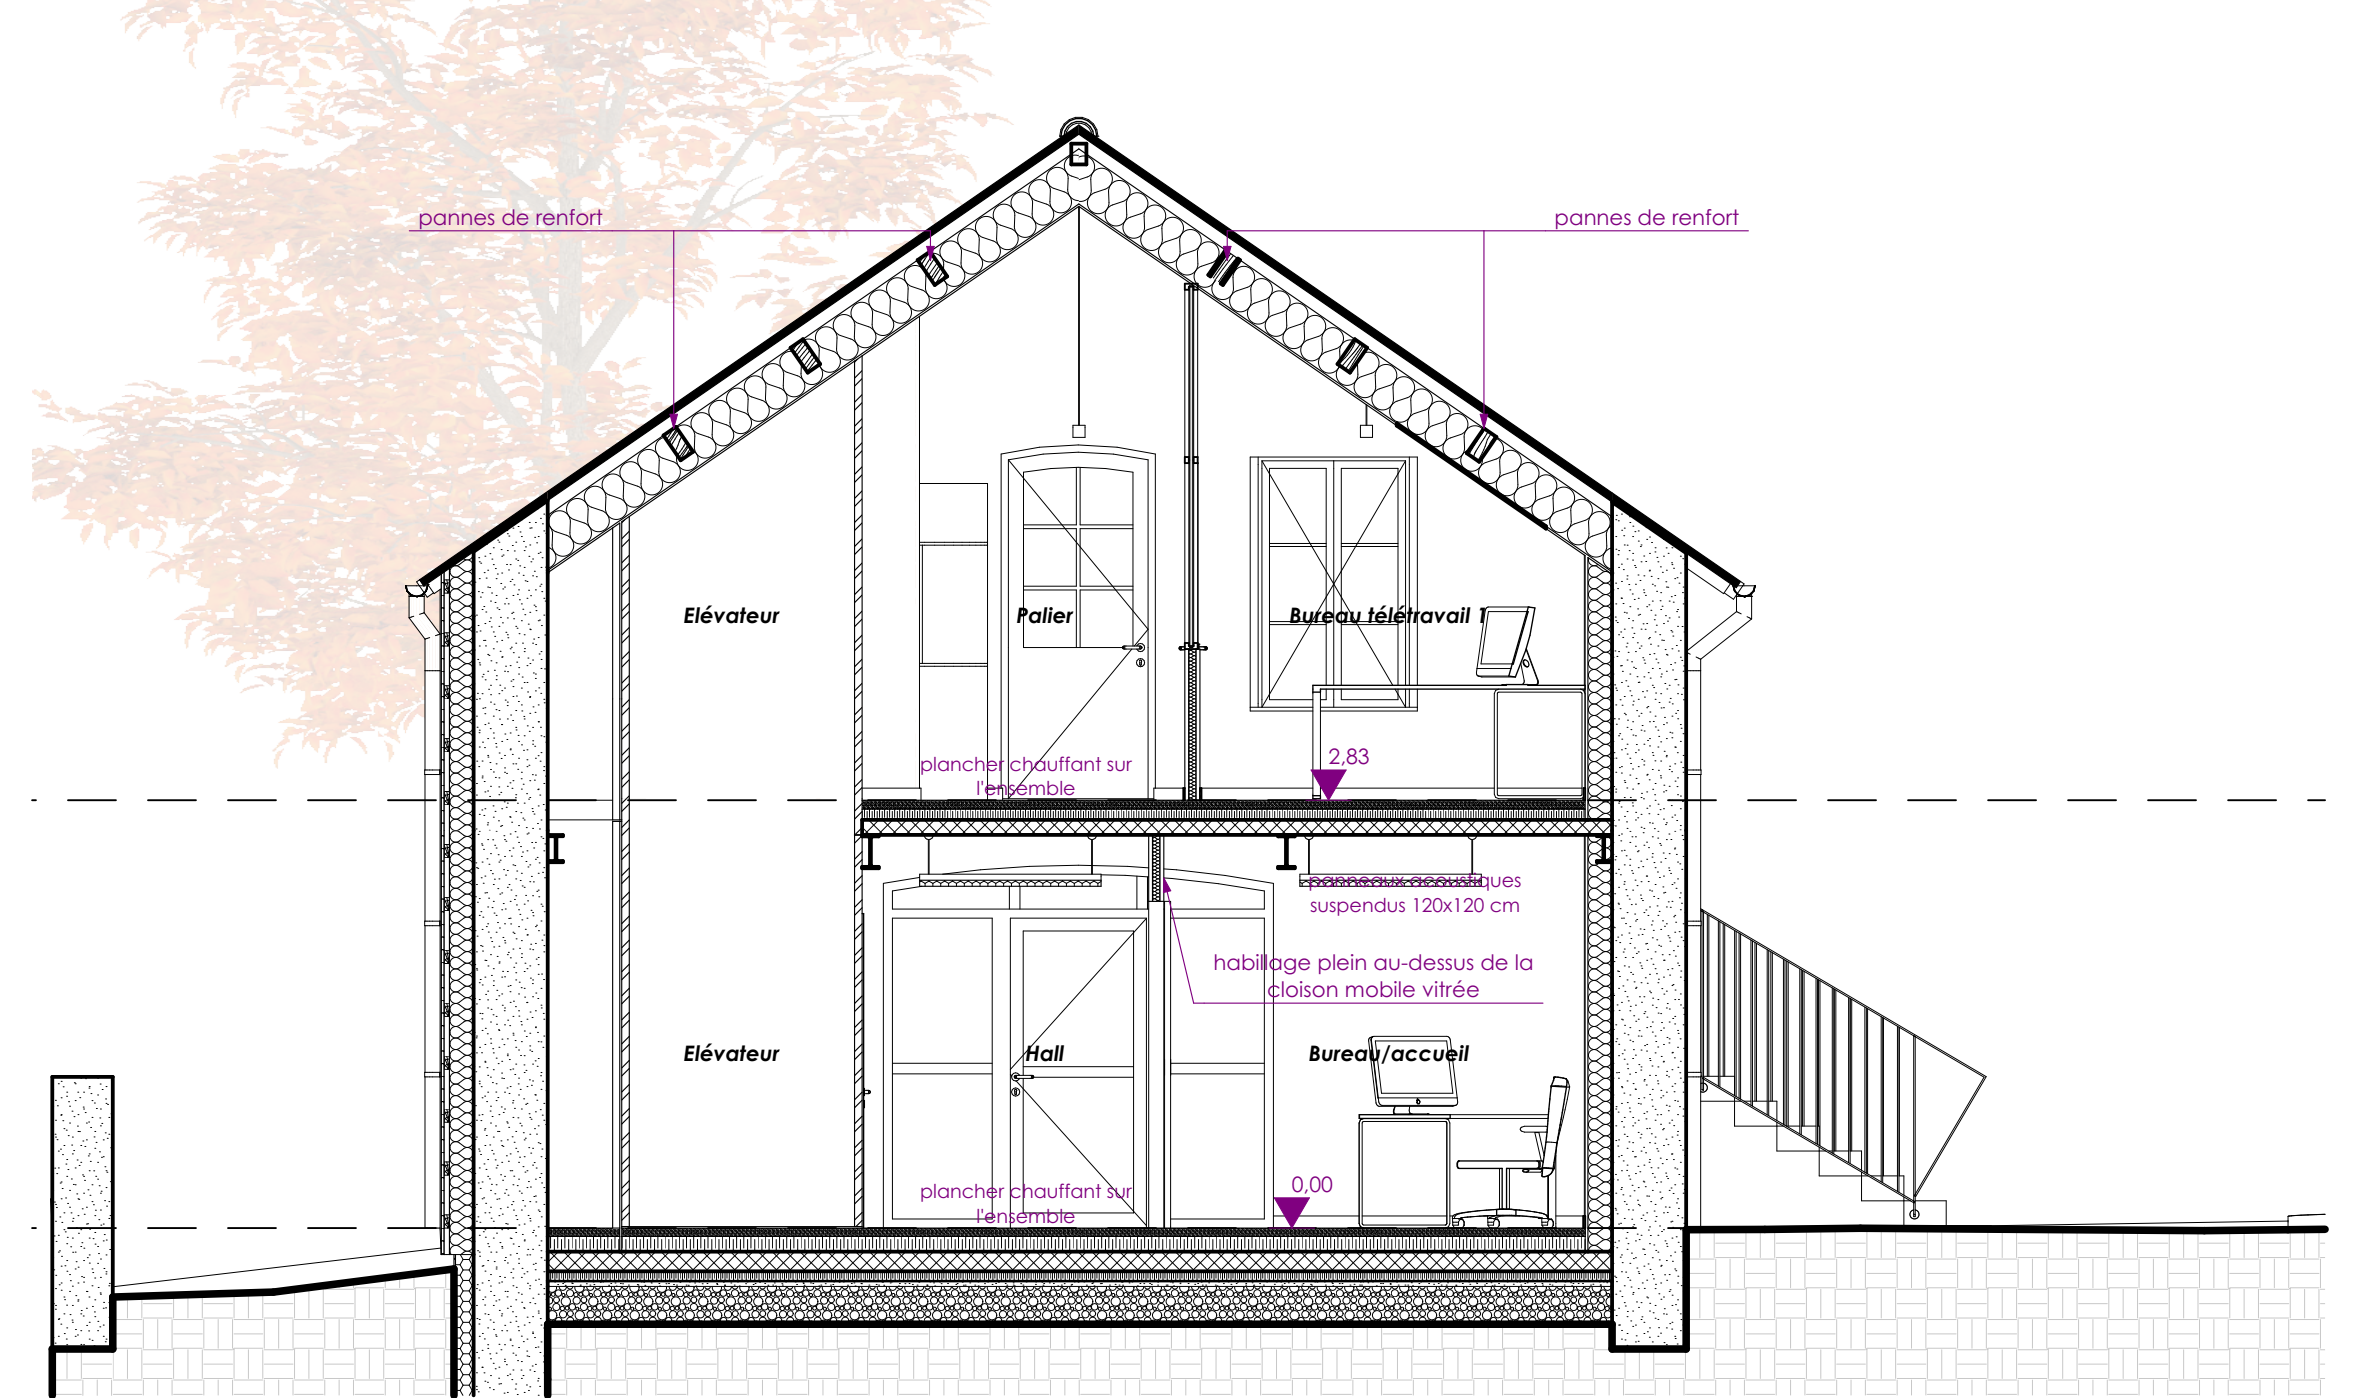 pannes de renfort
pannes de renfort
Elévateur
Palier
Bureau télétravail 1
plancher chauffant sur
l'ensemble
2,83
panneaux acoustiques
suspendus 120x120 cm
habillage plein au-dessus de la
cloison mobile vitrée
Elévateur
Hall
Bureau/accueil
plancher chauffant sur
l'ensemble
0,00